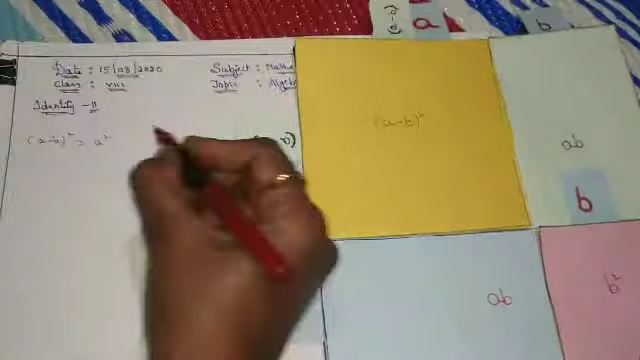 Date : 15/08/2020
Subject : Maths
Class : VIII
Topic : Algeb
Identity - II
(a-b)² = a²
b)
(a-b)
a
b
(a-b)²
ab
b
ab
b²